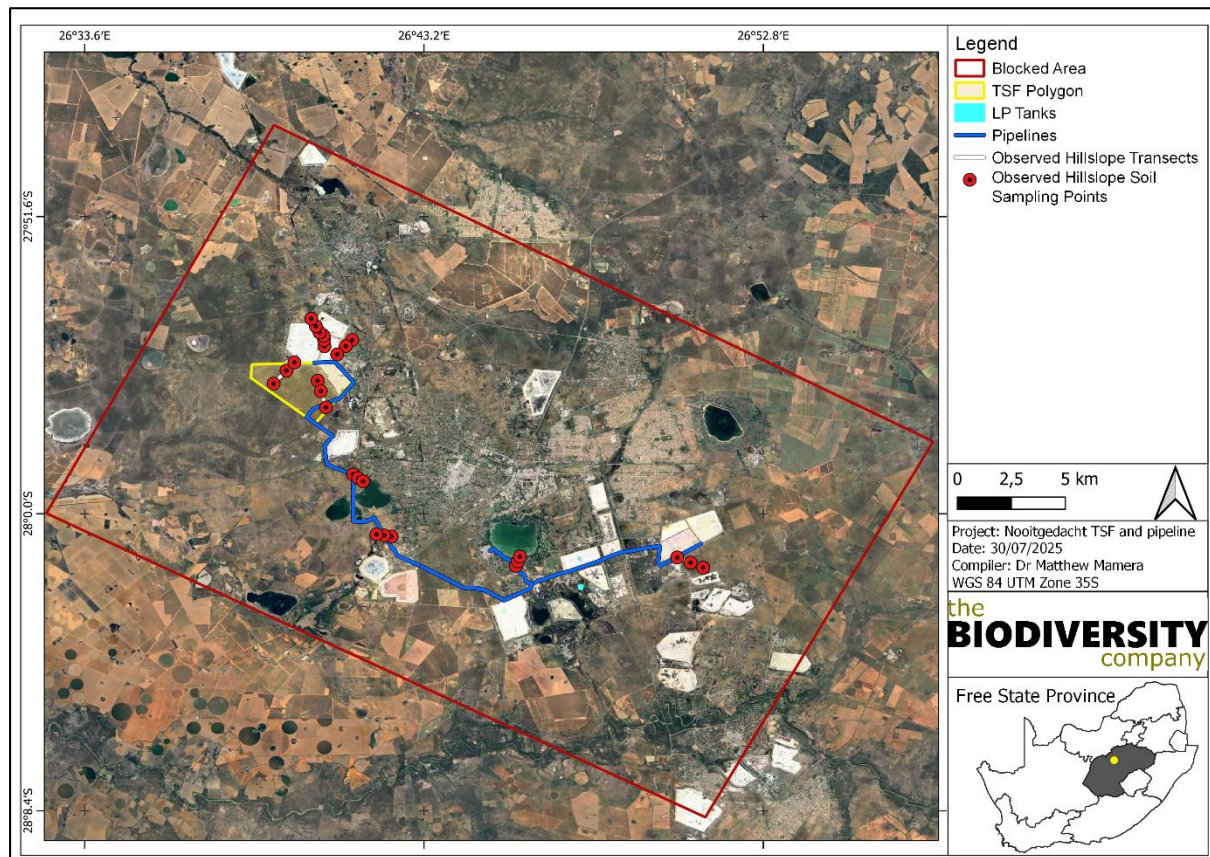 26°33.6′E
26°43.2′E
26°52.8′E
27°51.6′S
28°0.0′S
28°8.4′S
Legend
Blocked Area
TSF Polygon
LP Tanks
Pipelines
Observed Hillslope Transects
Observed Hillslope Soil
Sampling Points
0 2,5 5 km
Project: Nooitgedacht TSF and pipeline
Date: 30/07/2025
Compiler: Dr Matthew Mamera
WGS 84 UTM Zone 35S
the
BIODIVERSITY
company
Free State Province